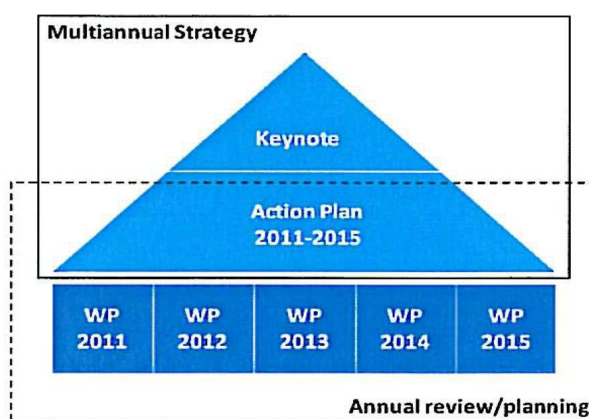 Multiannual Strategy
Keynote
Action Plan
2011-2015
WP
2011
WP
2012
WP
2013
WP
2014
WP
2015
Annual review/planning